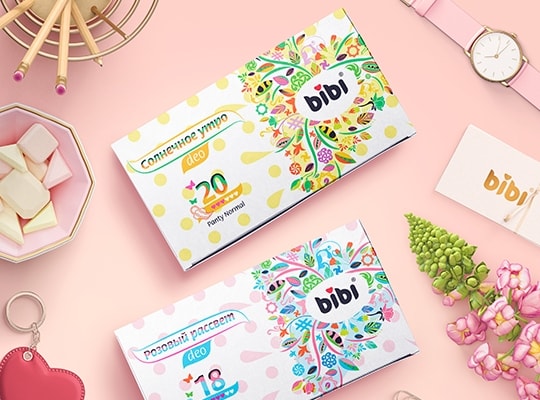 bibi
Солнечное утро
deo
20
Panty Normal
bibi
bibi
Розовый рассвет
deo
18